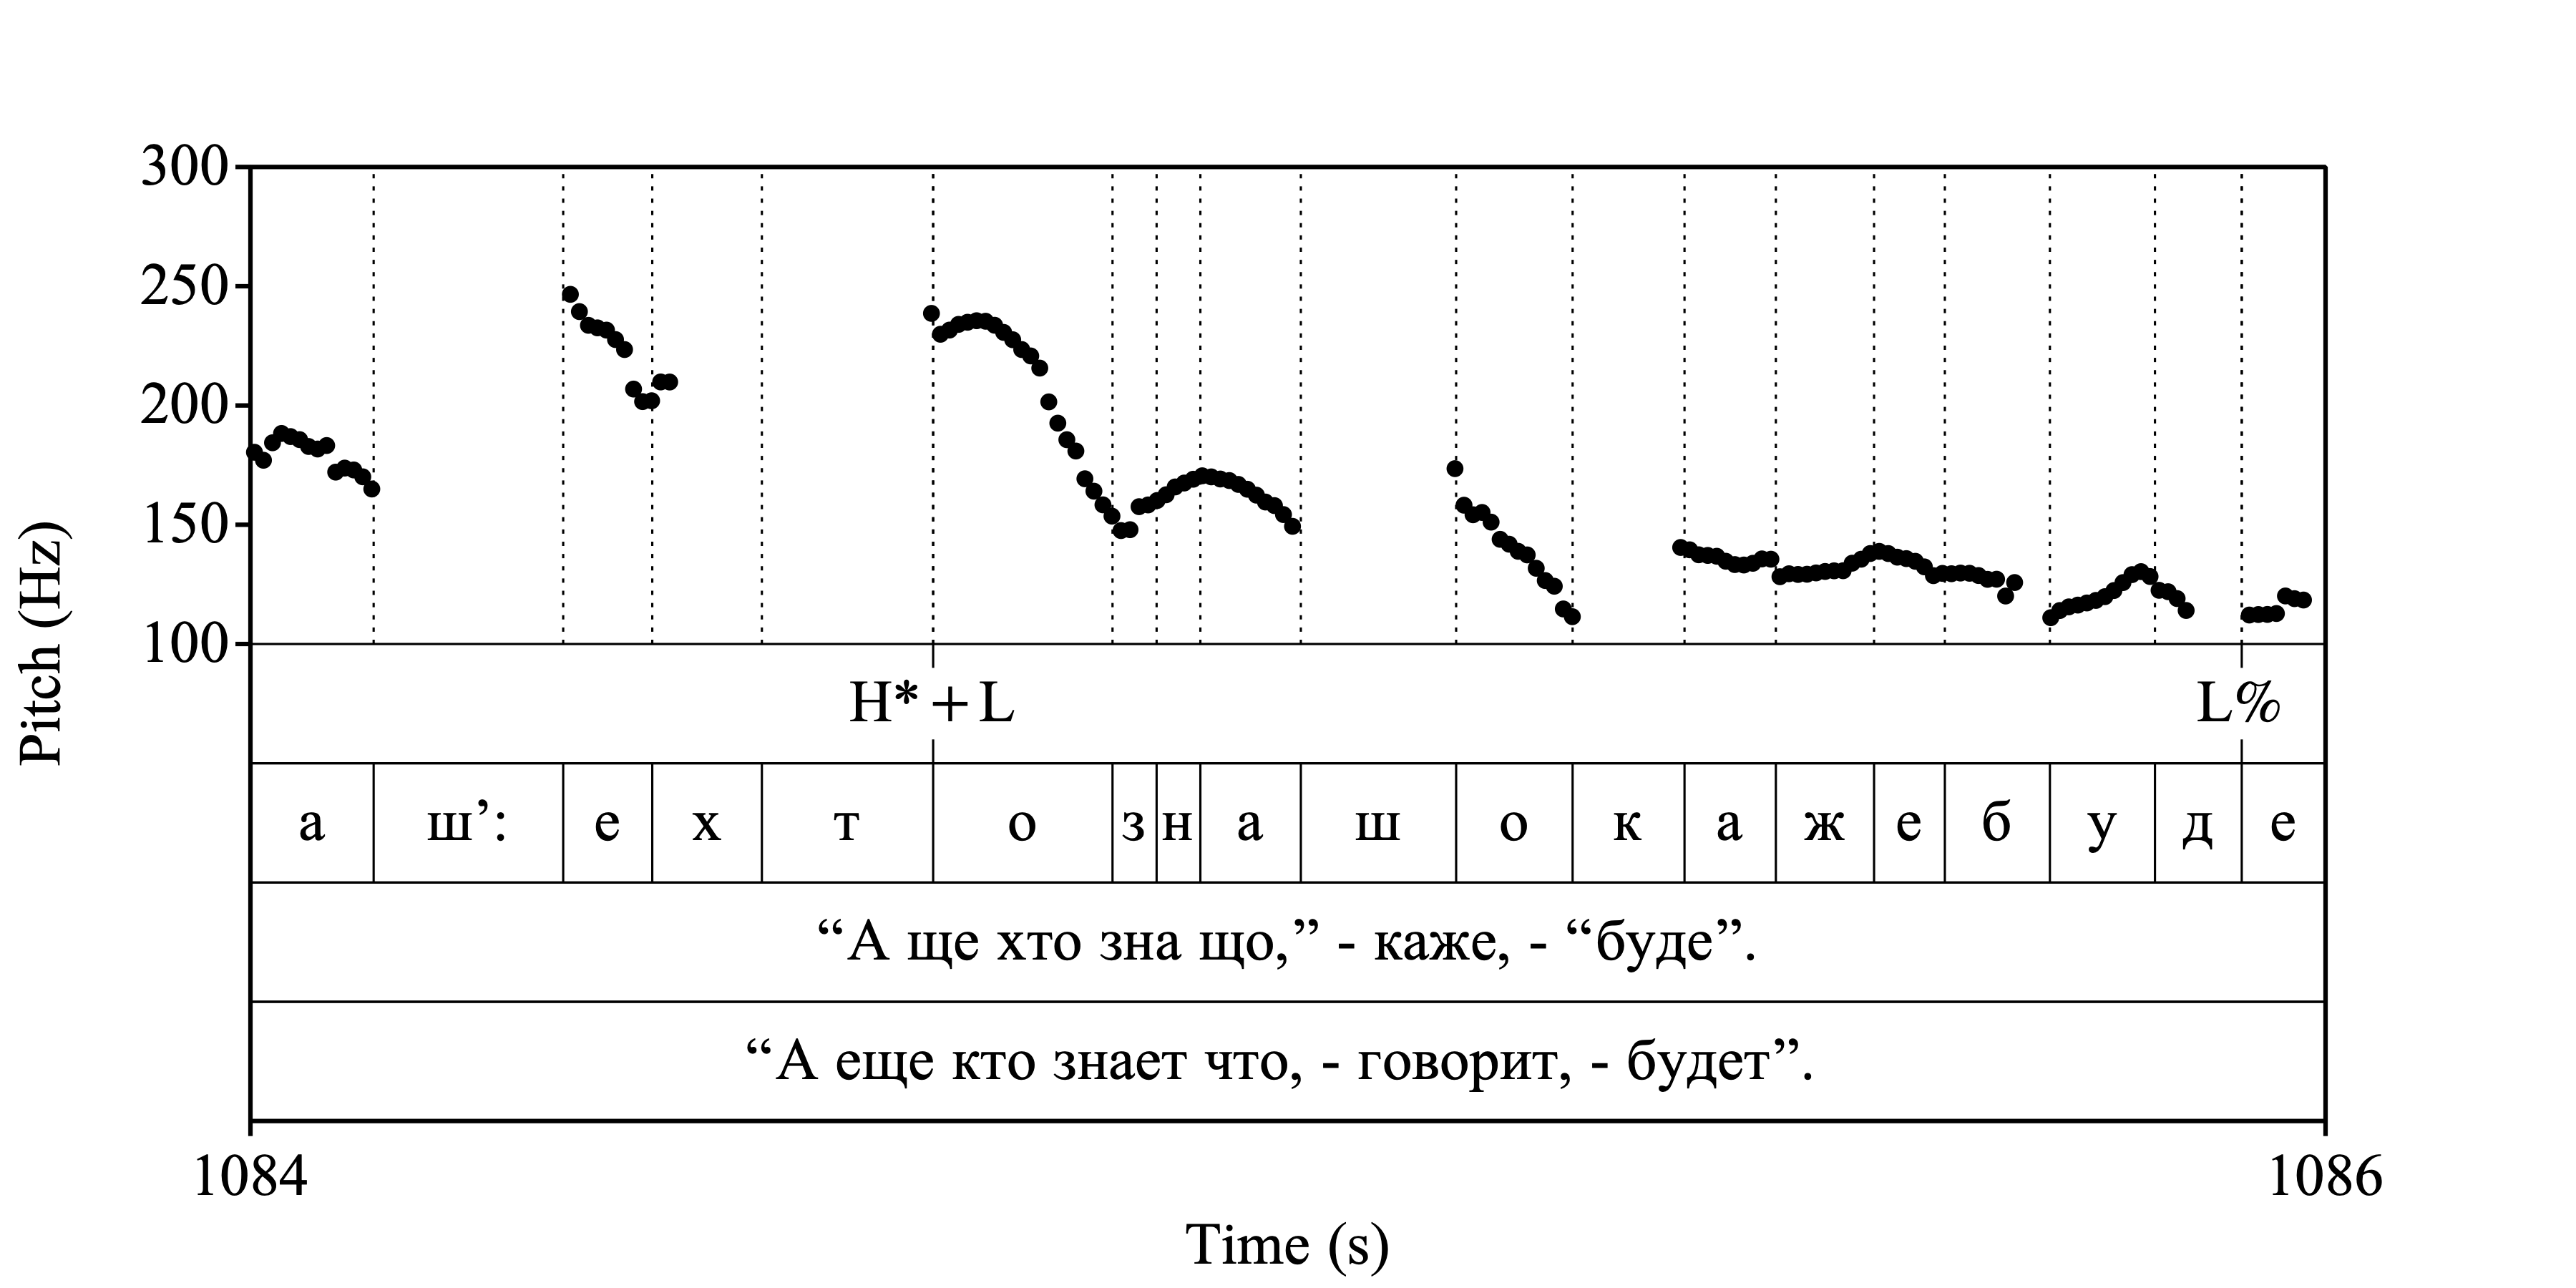 300
250
200
150
100
Pitch (Hz)
H* + L L%
а ш’: е х т о з н а ш о к а ж е б у д е
“А ще хто зна що,” - каже, - “буде”.
“А еще кто знает что, - говорит, - будет”.
1084 1086
Time (s)